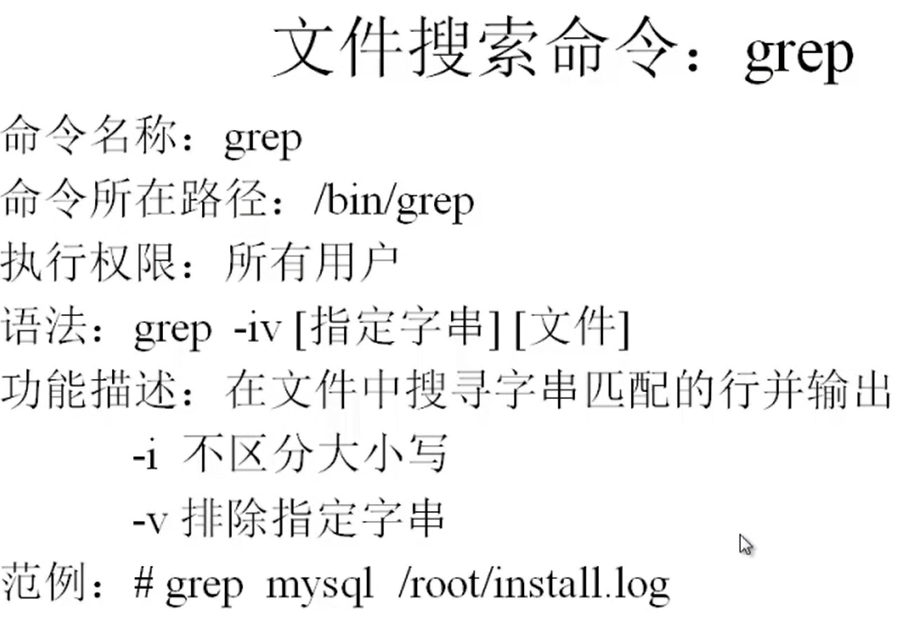 文件搜索命令：grep
命令名称：grep
命令所在路径：/bin/grep
执行权限：所有用户
语法：grep -iv [指定字串] [文件]
功能描述：在文件中搜寻字串匹配的行并输出
-i 不区分大小写
-v 排除指定字串
范例：# grep mysql /root/install.log